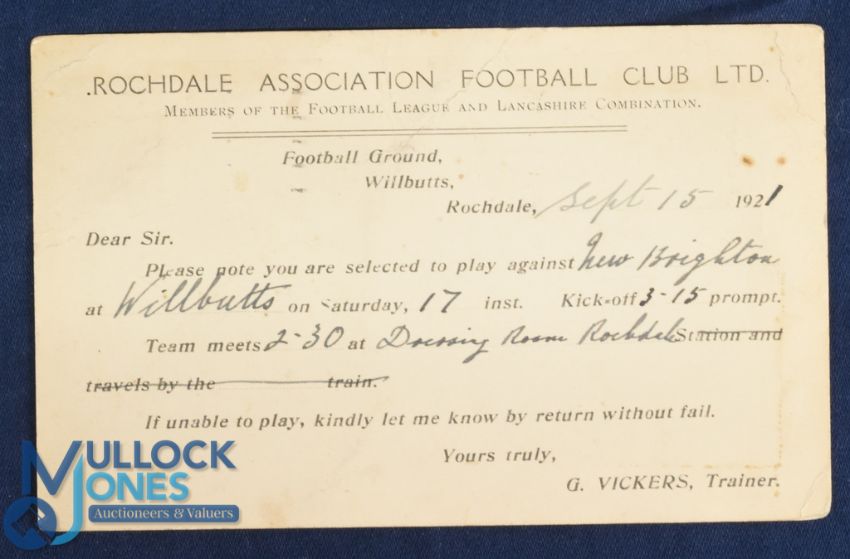 .ROCHDALE ASSOCIATION FOOTBALL CLUB LTD.
MEMBERS OF THE FOOTBALL LEAGUE AND LANCASHIRE COMBINATION.
Football Ground,
Willbutts,
Rochdale, Sept 15 1921
Dear Sir.
Please note you are selected to play against New Brighton
at Willbutts on Saturday, 17 inst. Kick-off 3-15 prompt.
Team meets 2-30 at Dressing Room Rochdale Station and
travels by the train.
If unable to play, kindly let me know by return without fail.
Yours truly,
G. VICKERS, Trainer.
MULLOCK
JONES
Auctioneers & Valuers